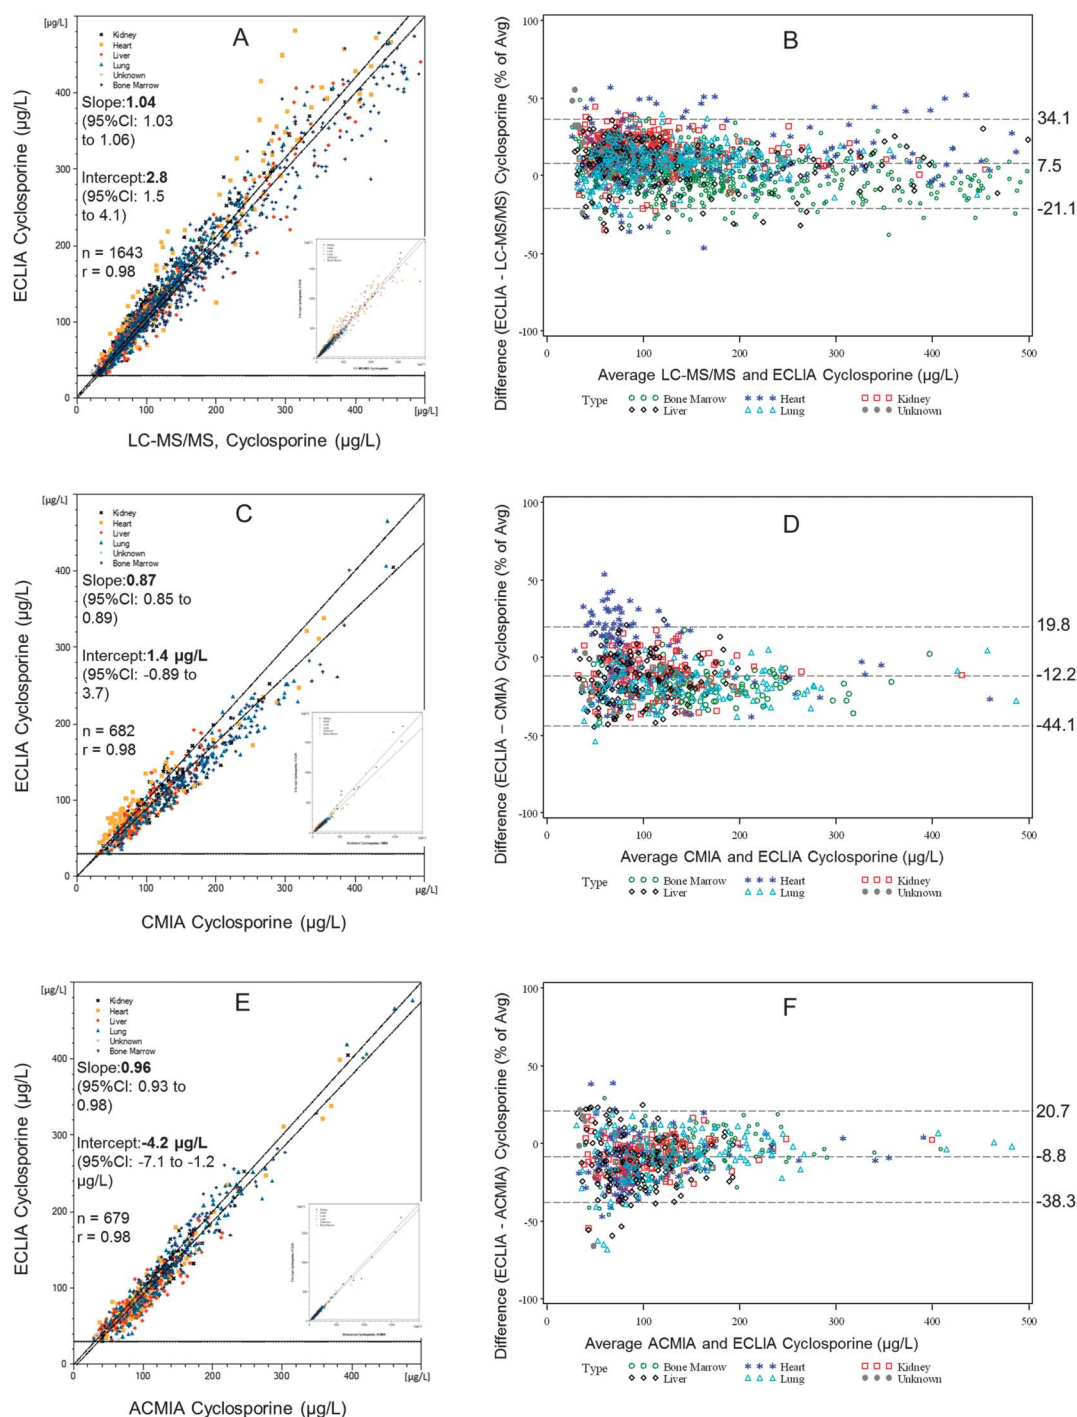 [µg/L]
A
Kidney
Heart
Liver
Lung
Unknown
Bone Marrow
Slope:1.04
(95%CI: 1.03
to 1.06)
Intercept:2.8
(95%CI: 1.5
to 4.1)
n = 1643
r = 0.98
ECLIA Cyclosporine (µg/L)
400
300
200
100
0
0
100
200
300
400
[µg/L]
LC-MS/MS, Cyclosporine (µg/L)
B
Difference (ECLIA - LC-MS/MS) Cyclosporine (% of Avg)
100
50
0
-50
-100
34.1
7.5
-21.1
0
100
200
300
400
500
Average LC-MS/MS and ECLIA Cyclosporine (µg/L)
Type
Bone Marrow
Heart
Kidney
Liver
Lung
Unknown
[µg/L]
C
Kidney
Heart
Liver
Lung
Unknown
Bone Marrow
Slope:0.87
(95%CI: 0.85 to
0.89)
Intercept:1.4 µg/L
(95%CI: -0.89 to
3.7)
n = 682
r = 0.98
ECLIA Cyclosporine (µg/L)
400
300
200
100
0
0
100
200
300
400
µg/L]
CMIA Cyclosporine (µg/L)
D
Difference (ECLIA – CMIA) Cyclosporine (% of Avg)
100
50
0
-50
-100
19.8
-12.2
-44.1
0
100
200
300
400
500
Average CMIA and ECLIA Cyclosporine (µg/L)
Type
Bone Marrow
Heart
Kidney
Liver
Lung
Unknown
[µg/L]
E
Kidney
Heart
Liver
Lung
Unknown
Bone Marrow
Slope:0.96
(95%CI: 0.93 to
0.98)
Intercept:-4.2 µg/L
(95%CI: -7.1 to -1.2
µg/L)
n = 679
r = 0.98
ECLIA Cyclosporine (µg/L)
400
300
200
100
0
0
100
200
300
400
[µg/L]
ACMIA Cyclosporine (µg/L)
F
Difference (ECLIA - ACMIA) Cyclosporine (% of Avg)
100
50
0
-50
-100
20.7
-8.8
-38.3
0
100
200
300
400
500
Average ACMIA and ECLIA Cyclosporine (µg/L)
Type
Bone Marrow
Heart
Kidney
Liver
Lung
Unknown